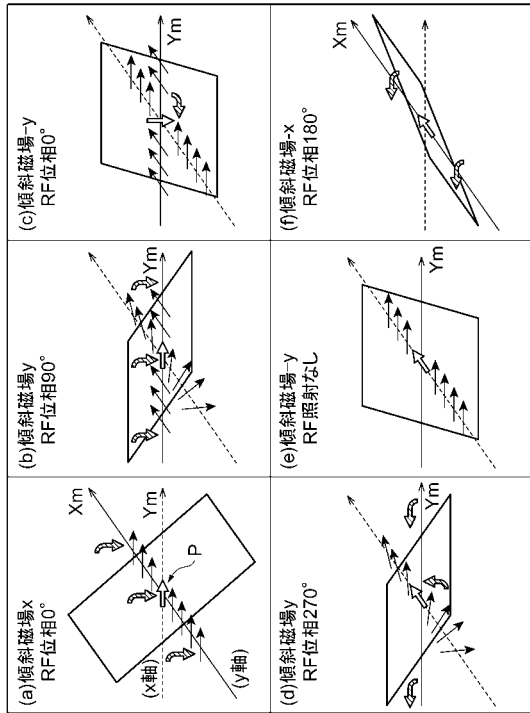 (a)傾斜磁場x
RF位相0°
Xm
Ym
P
(x軸)
(y軸)
(b)傾斜磁場y
RF位相90°
Ym
(c)傾斜磁場-y
RF位相0°
Ym
(d)傾斜磁場y
RF位相270°
Ym
(e)傾斜磁場-y
RF照射なし
Ym
(f)傾斜磁場-x
RF位相180°
Xm